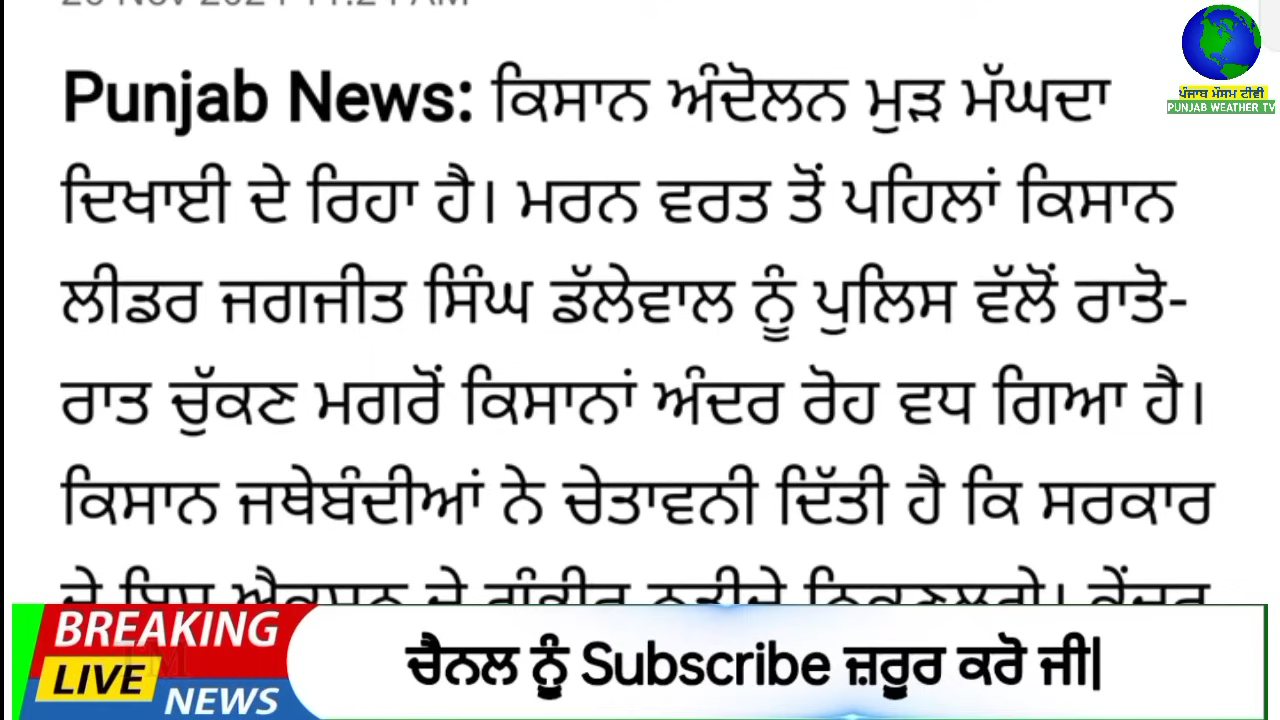 Punjab News: ਕਿਸਾਨ ਅੰਦੋਲਨ ਮੁੜ ਮੱਘਦਾ
ਦਿਖਾਈ ਦੇ ਰਿਹਾ ਹੈ। ਮਰਨ ਵਰਤ ਤੋਂ ਪਹਿਲਾਂ ਕਿਸਾਨ
ਲੀਡਰ ਜਗਜੀਤ ਸਿੰਘ ਡੱਲੇਵਾਲ ਨੂੰ ਪੁਲਿਸ ਵੱਲੋਂ ਰਾਤੋ-
ਰਾਤ ਚੁੱਕਣ ਮਗਰੋਂ ਕਿਸਾਨਾਂ ਅੰਦਰ ਰੋਹ ਵਧ ਗਿਆ ਹੈ।
ਕਿਸਾਨ ਜਥੇਬੰਦੀਆਂ ਨੇ ਚੇਤਾਵਨੀ ਦਿੱਤੀ ਹੈ ਕਿ ਸਰਕਾਰ
ਪੰਜਾਬ ਮੌਸਮ ਟੀਵੀ
PUNJAB WEATHER TV
BREAKING
LIVE
NEWS
ਚੈਨਲ ਨੂੰ Subscribe ਜ਼ਰੂਰ ਕਰੋ ਜੀ|